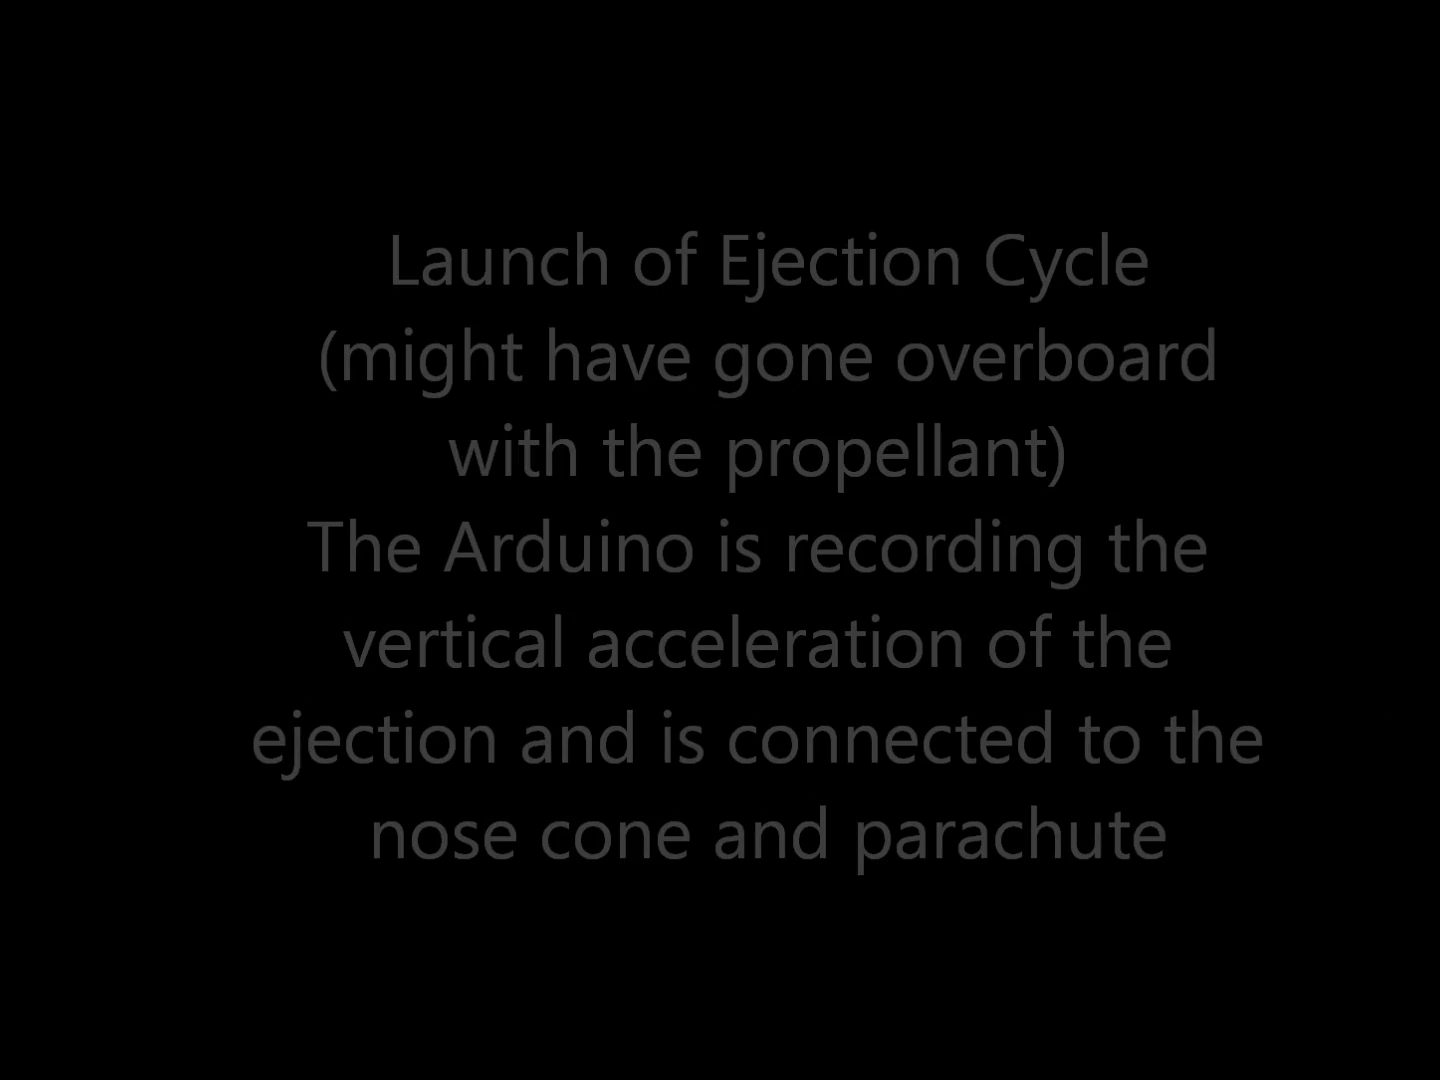 Launch of Ejection Cycle
(might have gone overboard
with the propellant)
The Arduino is recording the
vertical acceleration of the
ejection and is connected to the
nose cone and parachute